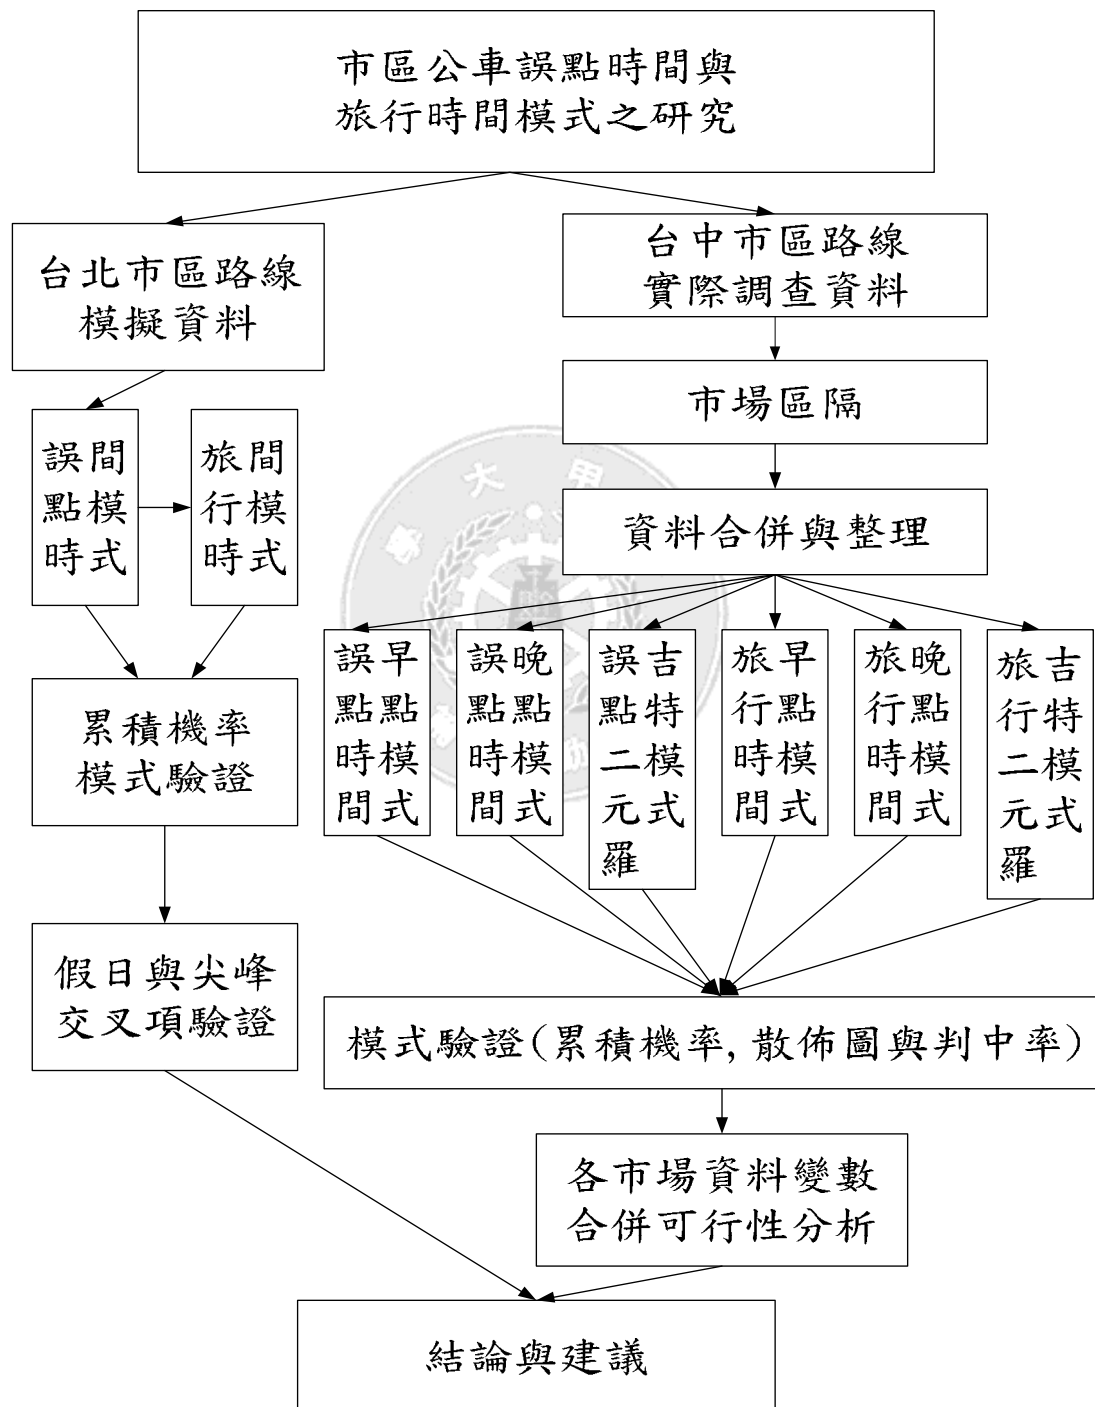 市區公車誤點時間與
旅行時間模式之研究
台北市區路線
模擬資料
台中市區路線
實際調查資料
市場區隔
誤點時
間模式
旅行時
間模式
資料合併與整理
誤點時間
早點模式
誤點時間
晚點模式
誤點二元羅
吉特模式
旅行時間
早點模式
旅行時間
晚點模式
旅行二元羅
吉特模式
累積機率
模式驗證
假日與尖峰
交叉項驗證
模式驗證(累積機率,散佈圖與判中率)
各市場資料變數
合併可行性分析
結論與建議